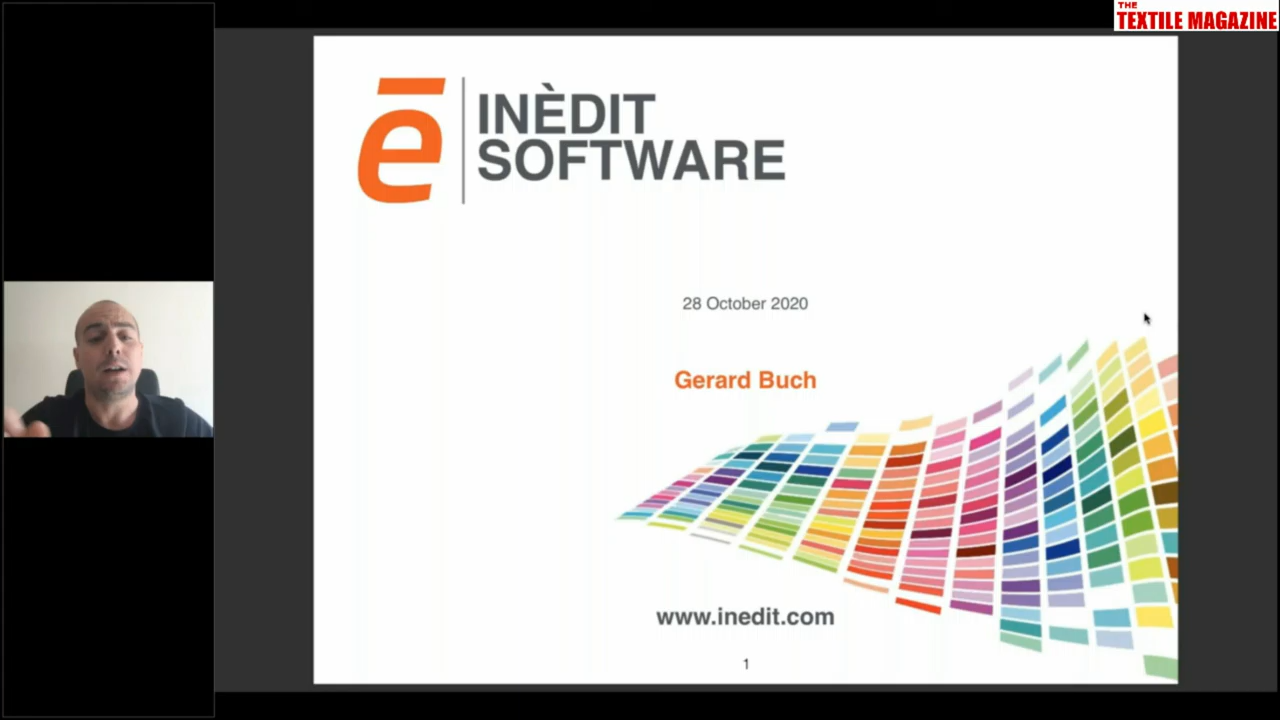 THE
TEXTILE MAGAZINE
ē
INÈDIT
SOFTWARE
28 October 2020
Gerard Buch
www.inedit.com
1